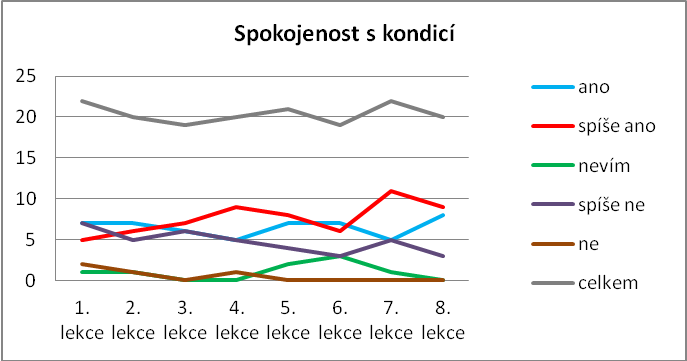 Spokojenost s kondicí
25
20
15
10
5
0
1. lekce
2. lekce
3. lekce
4. lekce
5. lekce
6. lekce
7. lekce
8. lekce
ano
spíše ano
nevím
spíše ne
ne
celkem